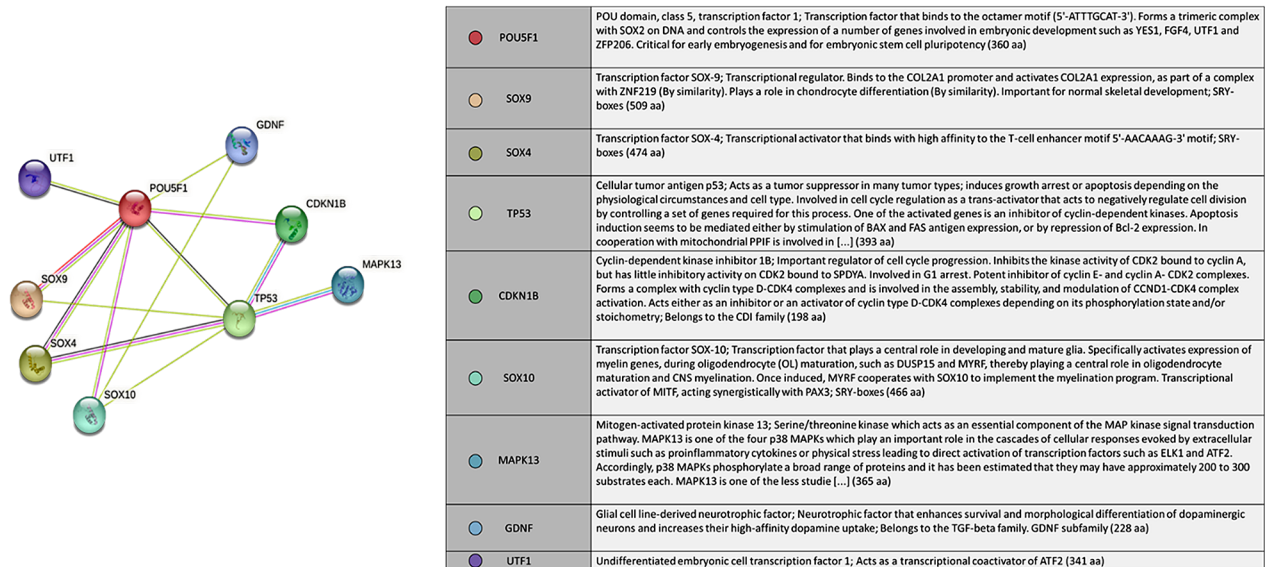 GDNF
UTF1
POU5F1
CDKN1B
MAPK13
SOX9
TP53
SOX4
SOX10
POU5F1
POU domain, class 5, transcription factor 1; Transcription factor that binds to the octamer motif (5'-ATTTGCAT-3'). Forms a trimeric complex
with SOX2 on DNA and controls the expression of a number of genes involved in embryonic development such as YES1, FGF4, UTF1 and
ZFP206. Critical for early embryogenesis and for embryonic stem cell pluripotency (360 aa)
SOX9
Transcription factor SOX-9; Transcriptional regulator. Binds to the COL2A1 promoter and activates COL2A1 expression, as part of a complex
with ZNF219 (By similarity). Plays a role in chondrocyte differentiation (By similarity). Important for normal skeletal development; SRY-
boxes (509 aa)
SOX4
Transcription factor SOX-4; Transcriptional activator that binds with high affinity to the T-cell enhancer motif 5'-AACAAAG-3' motif; SRY-
boxes (474 aa)
TP53
Cellular tumor antigen p53; Acts as a tumor suppressor in many tumor types; induces growth arrest or apoptosis depending on the
physiological circumstances and cell type. Involved in cell cycle regulation as a trans-activator that acts to negatively regulate cell division
by controlling a set of genes required for this process. One of the activated genes is an inhibitor of cyclin-dependent kinases. Apoptosis
induction seems to be mediated either by stimulation of BAX and FAS antigen expression, or by repression of Bcl-2 expression. In
cooperation with mitochondrial PPIF is involved in [...] (393 aa)
CDKN1B
Cyclin-dependent kinase inhibitor 1B; Important regulator of cell cycle progression. Inhibits the kinase activity of CDK2 bound to cyclin A,
but has little inhibitory activity on CDK2 bound to SPDYA. Involved in G1 arrest. Potent inhibitor of cyclin E- and cyclin A- CDK2 complexes.
Forms a complex with cyclin type D-CDK4 complexes and is involved in the assembly, stability, and modulation of CCND1-CDK4 complex
activation. Acts either as an inhibitor or an activator of cyclin type D-CDK4 complexes depending on its phosphorylation state and/or
stoichometry; Belongs to the CDI family (198 aa)
SOX10
Transcription factor SOX-10; Transcription factor that plays a central role in developing and mature glia. Specifically activates expression of
myelin genes, during oligodendrocyte (OL) maturation, such as DUSP15 and MYRF, thereby playing a central role in oligodendrocyte
maturation and CNS myelination. Once induced, MYRF cooperates with SOX10 to implement the myelination program. Transcriptional
activator of MITF, acting synergistically with PAX3; SRY-boxes (466 aa)
MAPK13
Mitogen-activated protein kinase 13; Serine/threonine kinase which acts as an essential component of the MAP kinase signal transduction
pathway. MAPK13 is one of the four p38 MAPKs which play an important role in the cascades of cellular responses evoked by extracellular
stimuli such as proinflammatory cytokines or physical stress leading to direct activation of transcription factors such as ELK1 and ATF2.
Accordingly, p38 MAPKs phosphorylate a broad range of proteins and it has been estimated that they may have approximately 200 to 300
substrates each. MAPK13 is one of the less studie [...] (365 aa)
GDNF
Glial cell line-derived neurotrophic factor; Neurotrophic factor that enhances survival and morphological differentiation of dopaminergic
neurons and increases their high-affinity dopamine uptake; Belongs to the TGF-beta family. GDNF subfamily (228 aa)
UTF1
Undifferentiated embryonic cell transcription factor 1; Acts as a transcriptional coactivator of ATF2 (341 aa)